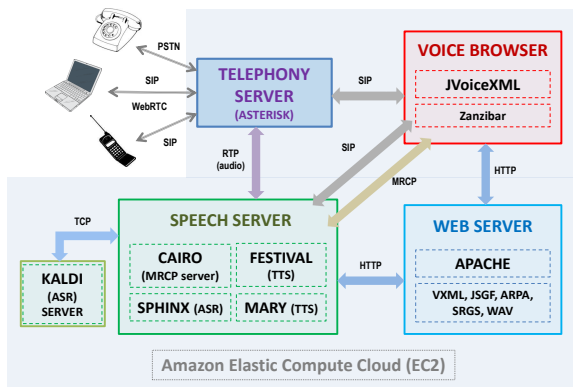 PSTN
SIP
WebRTC
SIP
TELEPHONY
SERVER
(ASTERISK)
SIP
VOICE BROWSER
JVoiceXML
Zanzibar
RTP
(audio)
SIP
MRCP
HTTP
TCP
SPEECH SERVER
CAIRO
(MRCP server)
FESTIVAL
(TTS)
SPHINX (ASR)
MARY (TTS)
KALDI
(ASR)
SERVER
HTTP
WEB SERVER
APACHE
VXML, JSGF, ARPA,
SRGS, WAV
Amazon Elastic Compute Cloud (EC2)